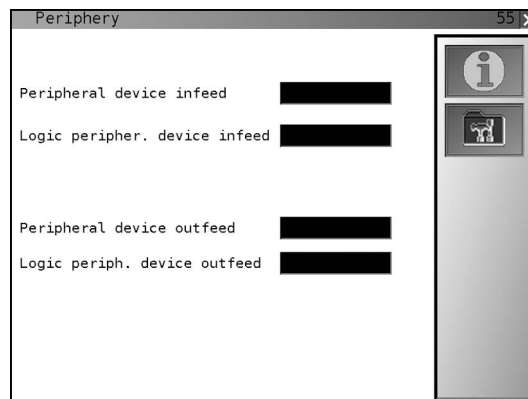 Periphery 55
Peripheral device infeed
Logic peripher. device infeed
Peripheral device outfeed
Logic periph. device outfeed